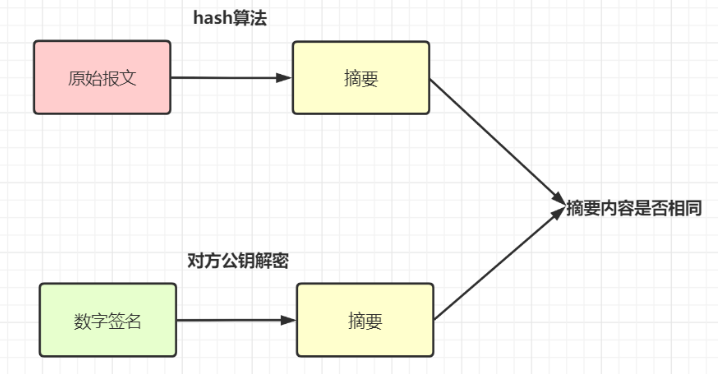 hash算法
原始报文
摘要
摘要内容是否相同
对方公钥解密
数字签名
摘要